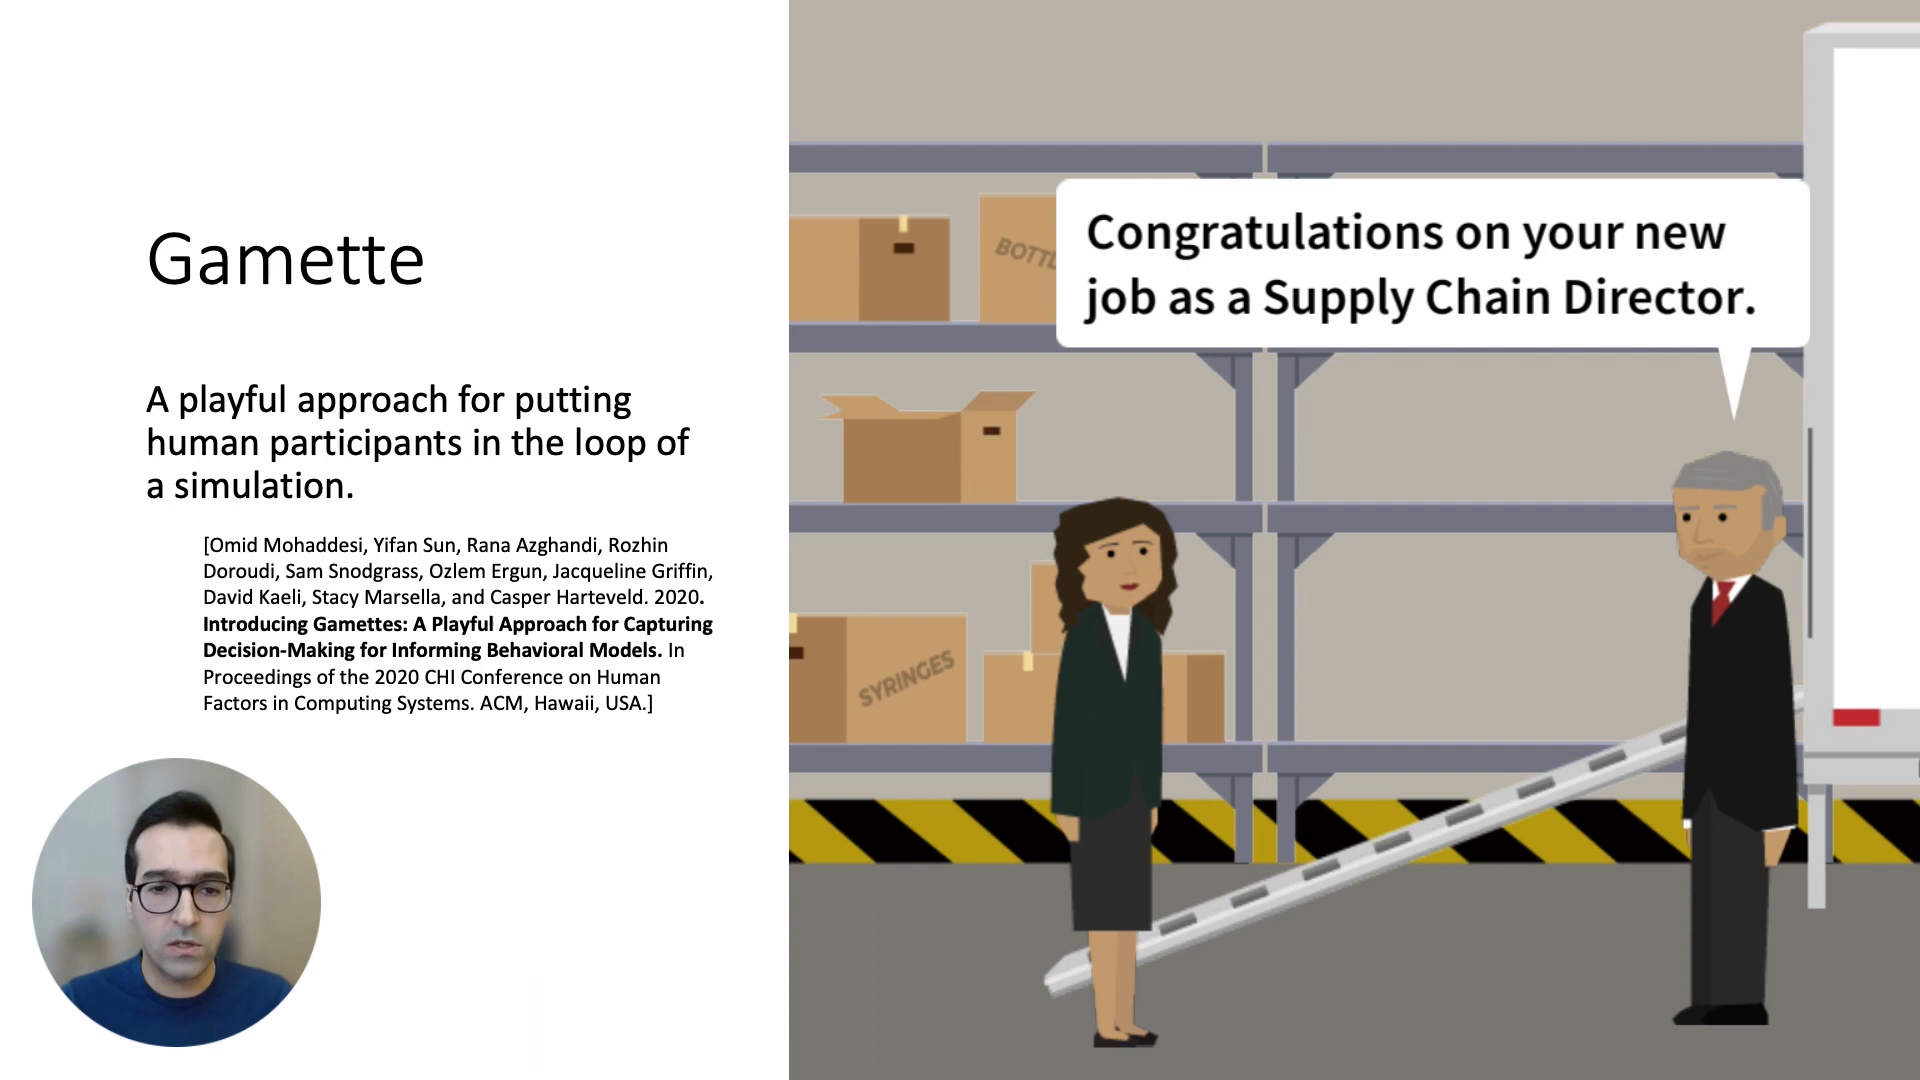 Gamette
A playful approach for putting
human participants in the loop of
a simulation.
[Omid Mohaddesi, Yifan Sun, Rana Azghandi, Rozhin
Doroudi, Sam Snodgrass, Ozlem Ergun, Jacqueline Griffin,
David Kaeli, Stacy Marsella, and Casper Harteveld. 2020.
Introducing Gamettes: A Playful Approach for Capturing
Decision-Making for Informing Behavioral Models. In
Proceedings of the 2020 CHI Conference on Human
Factors in Computing Systems. ACM, Hawaii, USA.]
Congratulations on your new
job as a Supply Chain Director.
SYRINGES